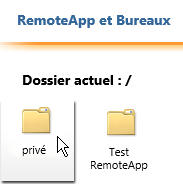 RemoteApp et Bureaux
Dossier actuel : /
privé
Test
RemoteApp